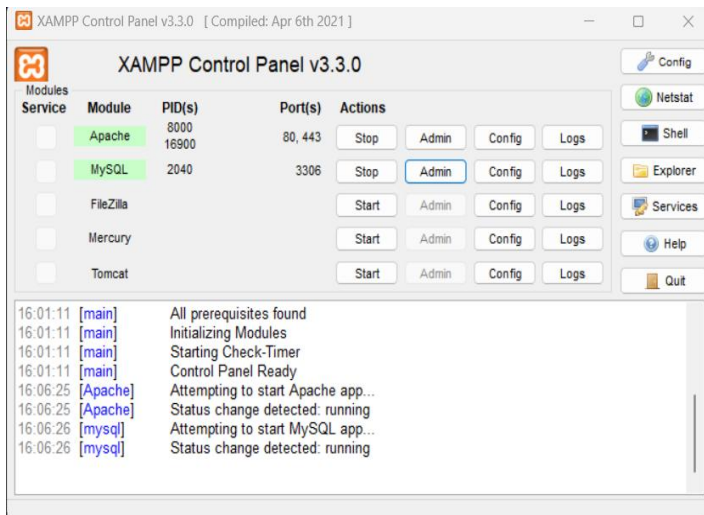 XAMPP Control Panel v3.3.0 [ Compiled: Apr 6th 2021 ]
XAMPP Control Panel v3.3.0
Config
Modules
Service Module PID(s) Port(s) Actions
Netstat
Apache 8000 16900 80, 443 Stop Admin Config Logs
Shell
MySQL 2040 3306 Stop Admin Config Logs
Explorer
FileZilla Start Admin Config Logs
Services
Mercury Start Admin Config Logs
Help
Tomcat Start Admin Config Logs
Quit
16:01:11 [main] All prerequisites found
16:01:11 [main] Initializing Modules
16:01:11 [main] Starting Check-Timer
16:01:11 [main] Control Panel Ready
16:06:25 [Apache] Attempting to start Apache app...
16:06:25 [Apache] Status change detected: running
16:06:26 [mysql] Attempting to start MySQL app...
16:06:26 [mysql] Status change detected: running